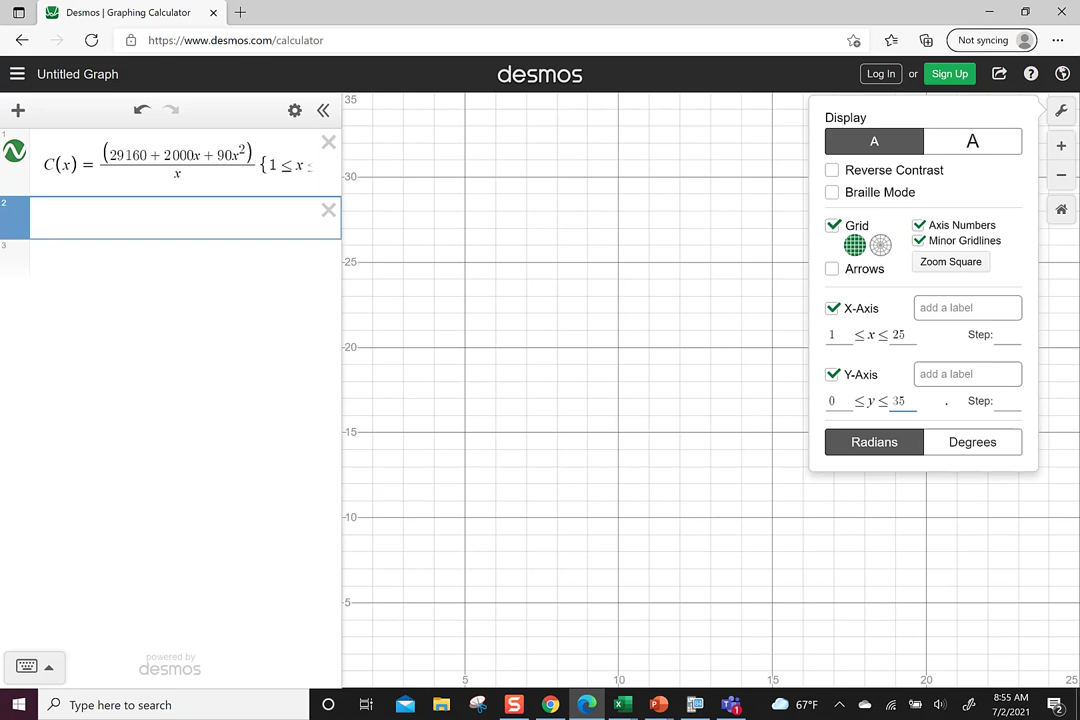 Desmos | Graphing Calculator
https://www.desmos.com/calculator
Not syncing
Untitled Graph
desmos
Log In or Sign Up
1
C(x) = (29160 + 2000x + 90x²) / x {1 ≤ x ≤
2
3
35
30
25
20
15
10
5
5 10 15 20 25
Display
A A
Reverse Contrast
Braille Mode
Grid
Axis Numbers
Minor Gridlines
Zoom Square
Arrows
X-Axis add a label
1 ≤ x ≤ 25 Step:
Y-Axis add a label
0 ≤ y ≤ 35 Step:
Radians Degrees
powered by
desmos
Type here to search
67°F
8:55 AM
7/2/2021